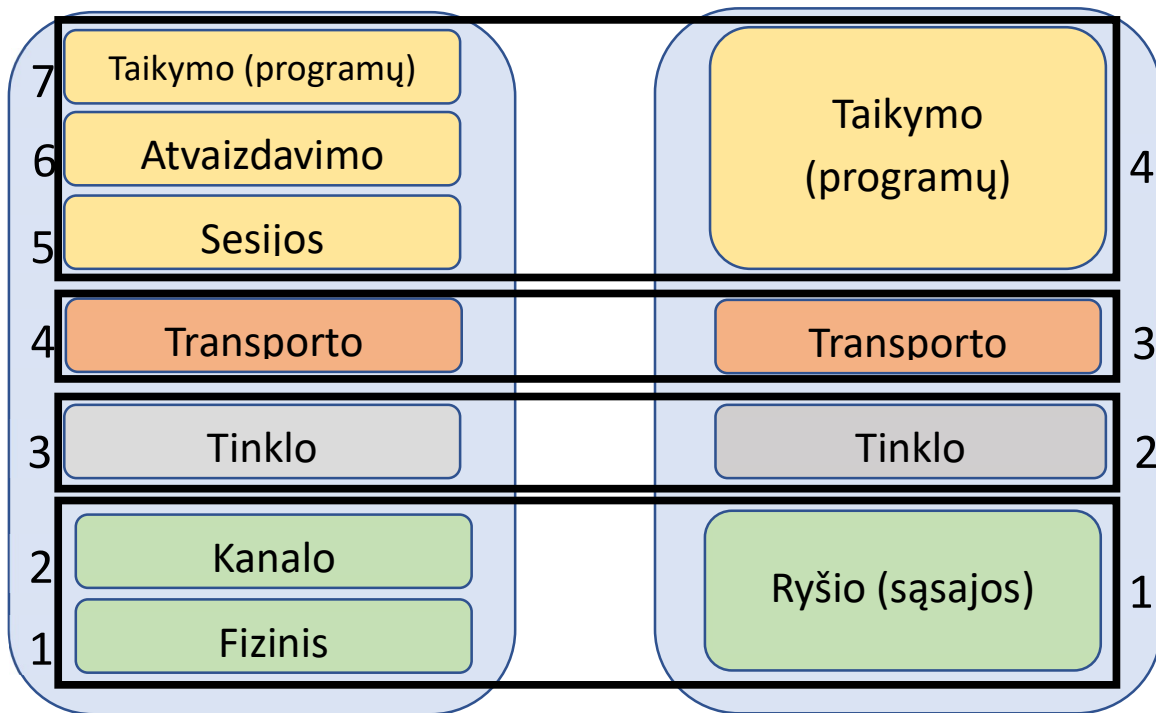 7
Taikymo (programų)
6
Atvaizdavimo
5
Sesijos
4
Transporto
3
Tinklo
2
Kanalo
1
Fizinis
Taikymo
(programų)
4
Transporto
3
Tinklo
2
Ryšio (sąsajos)
1